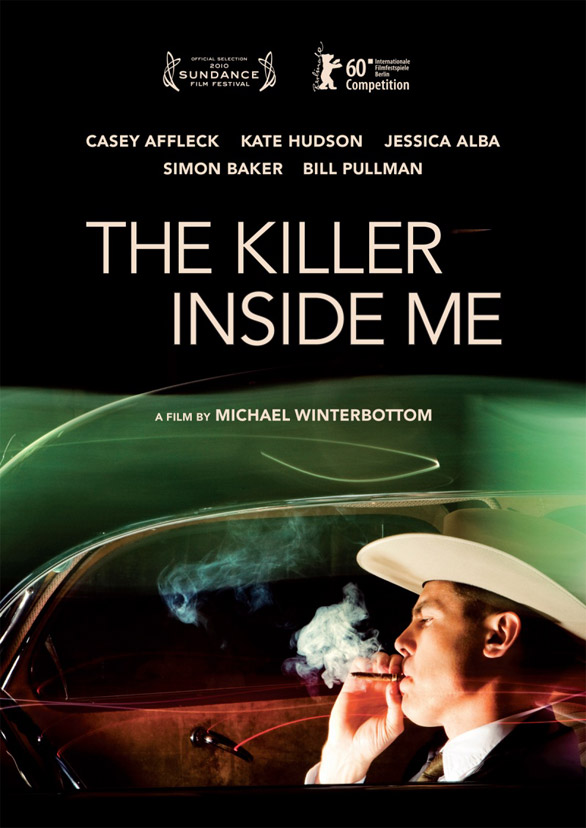 OFFICIAL SELECTION
2010
SUNDANCE
FILM FESTIVAL
Berlinale
60
Internationale
Filmfestspiele
Berlin
Competition
CASEY AFFLECK KATE HUDSON JESSICA ALBA
SIMON BAKER BILL PULLMAN
THE KILLER
INSIDE ME
A FILM BY MICHAEL WINTERBOTTOM